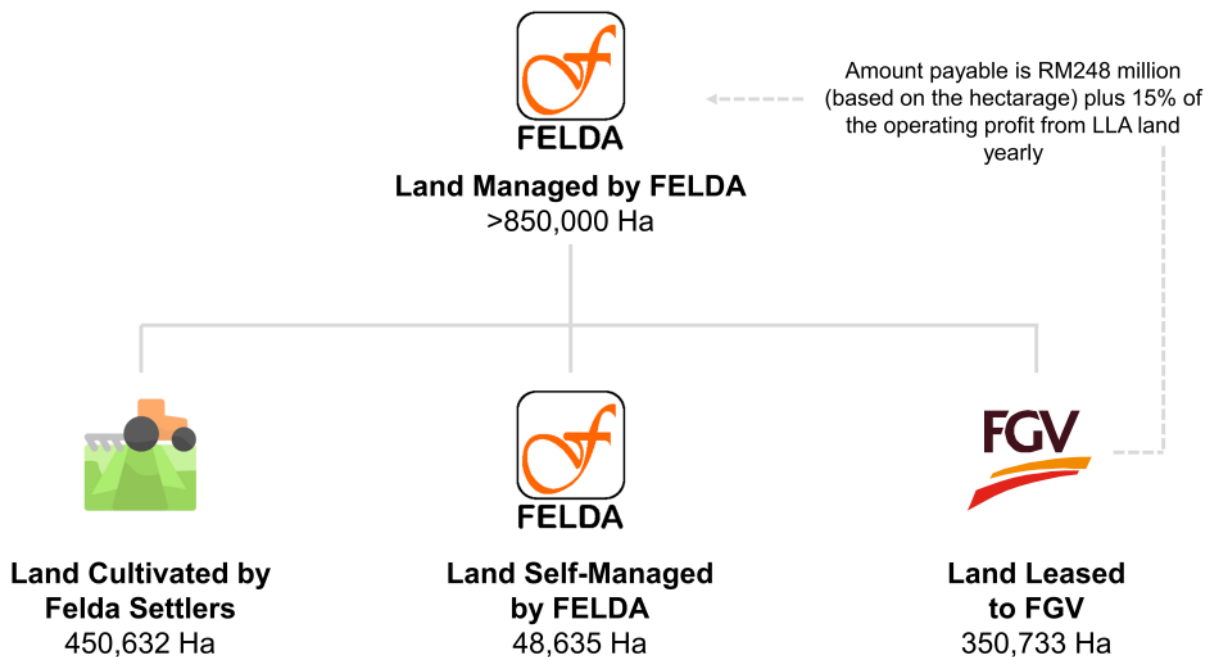 FELDA
Land Managed by FELDA
>850,000 Ha
Amount payable is RM248 million
(based on the hectarage) plus 15% of
the operating profit from LLA land
yearly
Land Cultivated by
Felda Settlers
450,632 Ha
FELDA
Land Self-Managed
by FELDA
48,635 Ha
FGV
Land Leased
to FGV
350,733 Ha